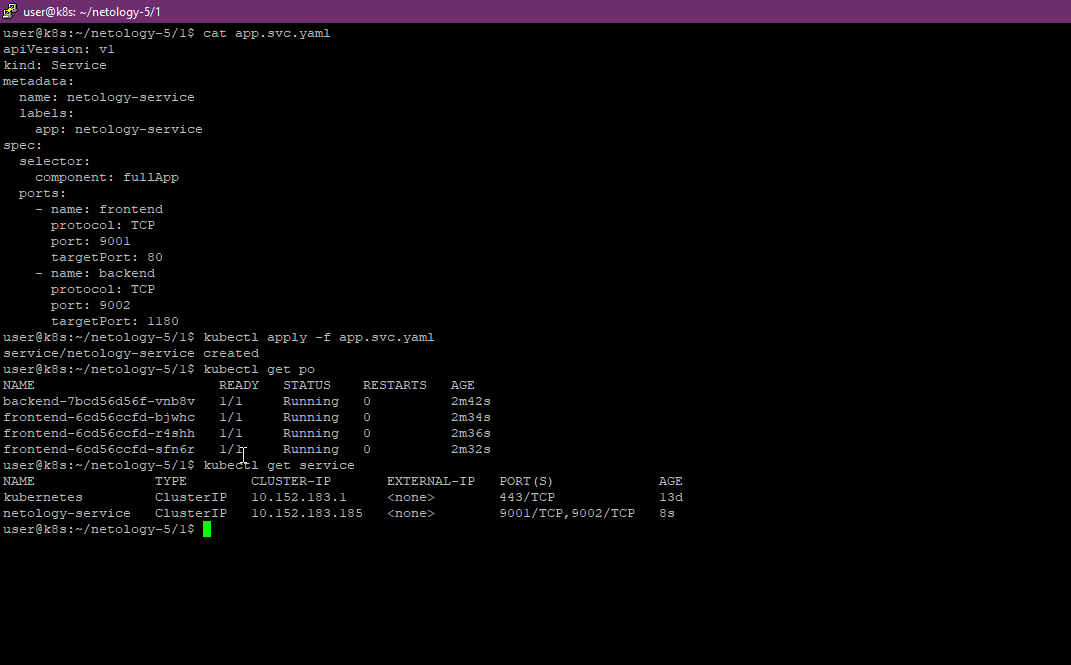 user@k8s: ~/netology-5/1
user@k8s:~/netology-5/1$ cat app.svc.yaml
apiVersion: v1
kind: Service
metadata:
  name: netology-service
  labels:
    app: netology-service
spec:
  selector:
    component: fullApp
  ports:
    - name: frontend
      protocol: TCP
      port: 9001
      targetPort: 80
    - name: backend
      protocol: TCP
      port: 9002
      targetPort: 1180
user@k8s:~/netology-5/1$ kubectl apply -f app.svc.yaml
service/netology-service created
user@k8s:~/netology-5/1$ kubectl get po
NAME                       READY   STATUS    RESTARTS   AGE
backend-7bcd56d56f-vnb8v   1/1     Running   0          2m42s
frontend-6cd56ccfd-bjwhc   1/1     Running   0          2m34s
frontend-6cd56ccfd-r4shh   1/1     Running   0          2m36s
frontend-6cd56ccfd-sfn6r   1/1     Running   0          2m32s
user@k8s:~/netology-5/1$ kubectl get service
NAME               TYPE        CLUSTER-IP       EXTERNAL-IP   PORT(S)             AGE
kubernetes         ClusterIP   10.152.183.1     <none>        443/TCP             13d
netology-service   ClusterIP   10.152.183.185   <none>        9001/TCP,9002/TCP   8s
user@k8s:~/netology-5/1$